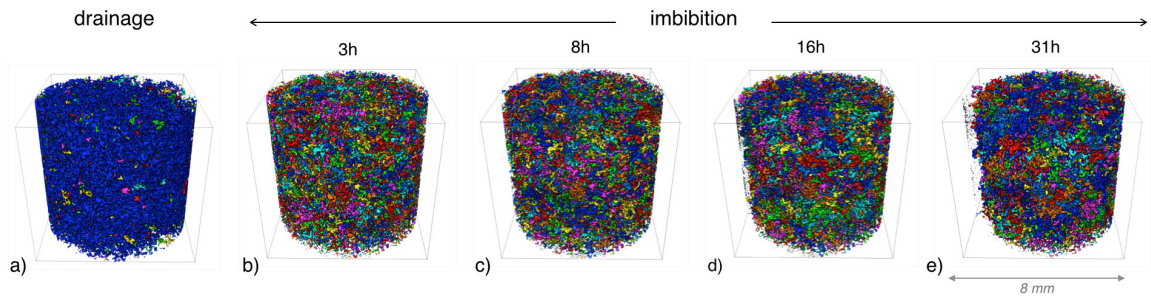 drainage
imbibition
3h
8h
16h
31h
a)
b)
c)
d)
e)
8 mm